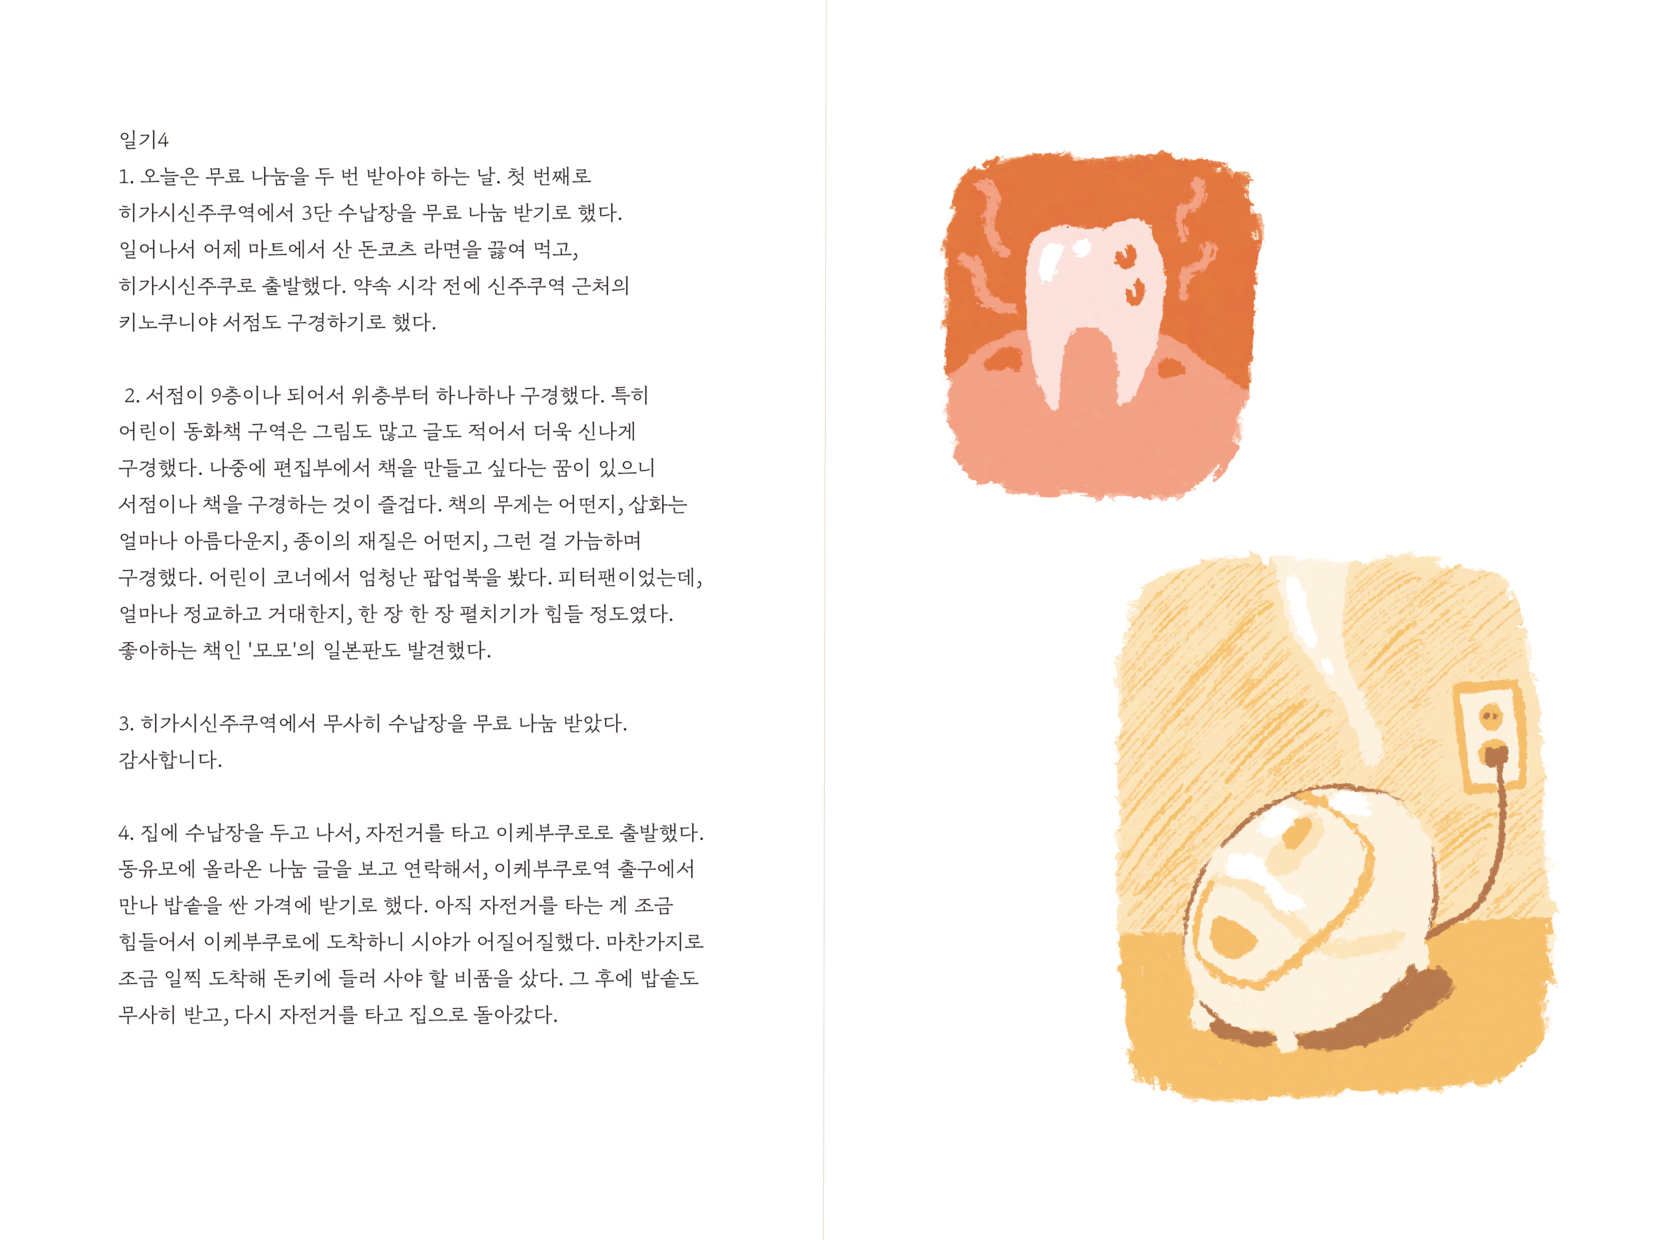 일기4
1. 오늘은 무료 나눔을 두 번 받아야 하는 날. 첫 번째로
히가시신주쿠역에서 3단 수납장을 무료 나눔 받기로 했다.
일어나서 어제 마트에서 산 돈코츠 라면을 끓여 먹고,
히가시신주쿠로 출발했다. 약속 시각 전에 신주쿠역 근처의
키노쿠니야 서점도 구경하기로 했다.
2. 서점이 9층이나 되어서 위층부터 하나하나 구경했다. 특히
어린이 동화책 구역은 그림도 많고 글도 적어서 더욱 신나게
구경했다. 나중에 편집부에서 책을 만들고 싶다는 꿈이 있으니
서점이나 책을 구경하는 것이 즐겁다. 책의 무게는 어떤지, 삽화는
얼마나 아름다운지, 종이의 재질은 어떤지, 그런 걸 가늠하며
구경했다. 어린이 코너에서 엄청난 팝업북을 봤다. 피터팬이었는데,
얼마나 정교하고 거대한지, 한 장 한 장 펼치기가 힘들 정도였다.
좋아하는 책인 '모모'의 일본판도 발견했다.
3. 히가시신주쿠역에서 무사히 수납장을 무료 나눔 받았다.
감사합니다.
4. 집에 수납장을 두고 나서, 자전거를 타고 이케부쿠로로 출발했다.
동유모에 올라온 나눔 글을 보고 연락해서, 이케부쿠로역 출구에서
만나 밥솥을 싼 가격에 받기로 했다. 아직 자전거를 타는 게 조금
힘들어서 이케부쿠로에 도착하니 시야가 어질어질했다. 마찬가지로
조금 일찍 도착해 돈키에 들러 사야 할 비품을 샀다. 그 후에 밥솥도
무사히 받고, 다시 자전거를 타고 집으로 돌아갔다.